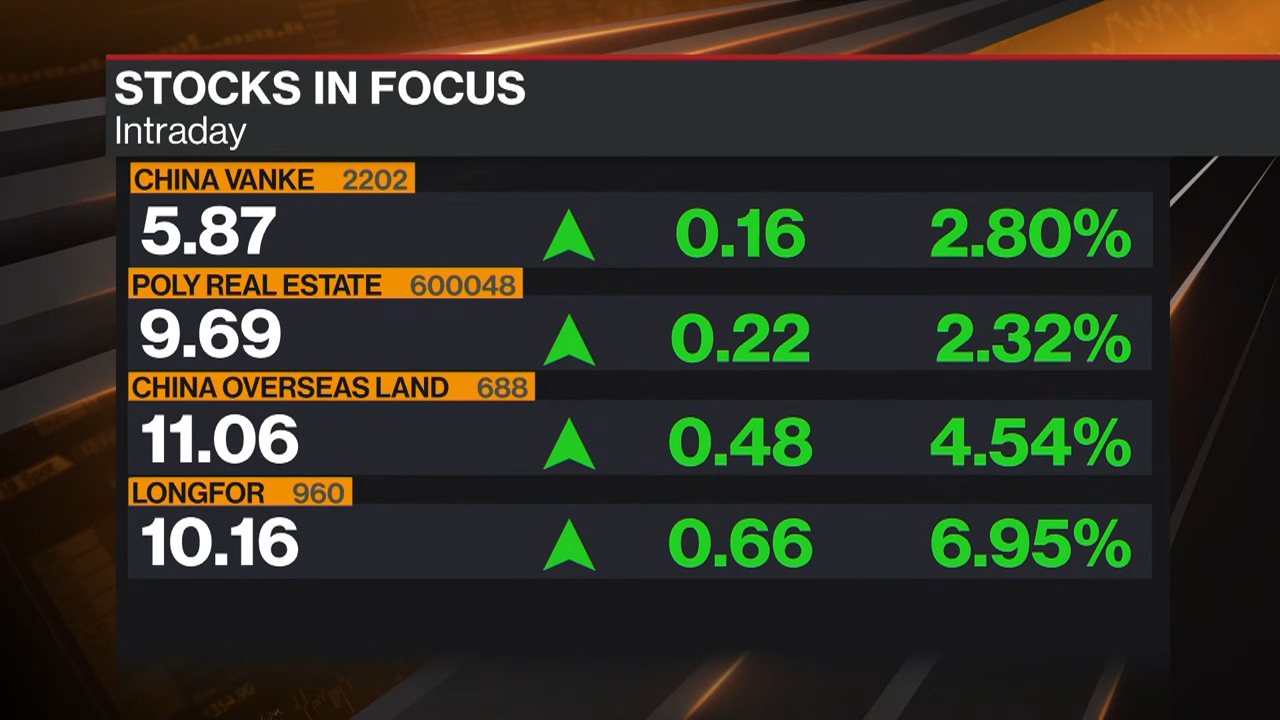 STOCKS IN FOCUS
Intraday
CHINA VANKE 2202
5.87 ▲ 0.16 2.80%
POLY REAL ESTATE 600048
9.69 ▲ 0.22 2.32%
CHINA OVERSEAS LAND 688
11.06 ▲ 0.48 4.54%
LONGFOR 960
10.16 ▲ 0.66 6.95%